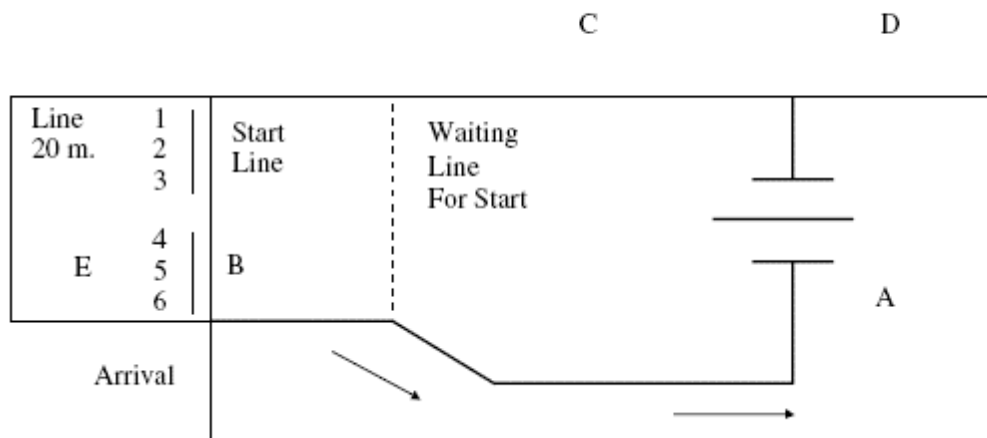 C
D
Line
20 m.
1
2
3
4
5
6
E
Start
Line
B
Waiting
Line
For Start
A
Arrival